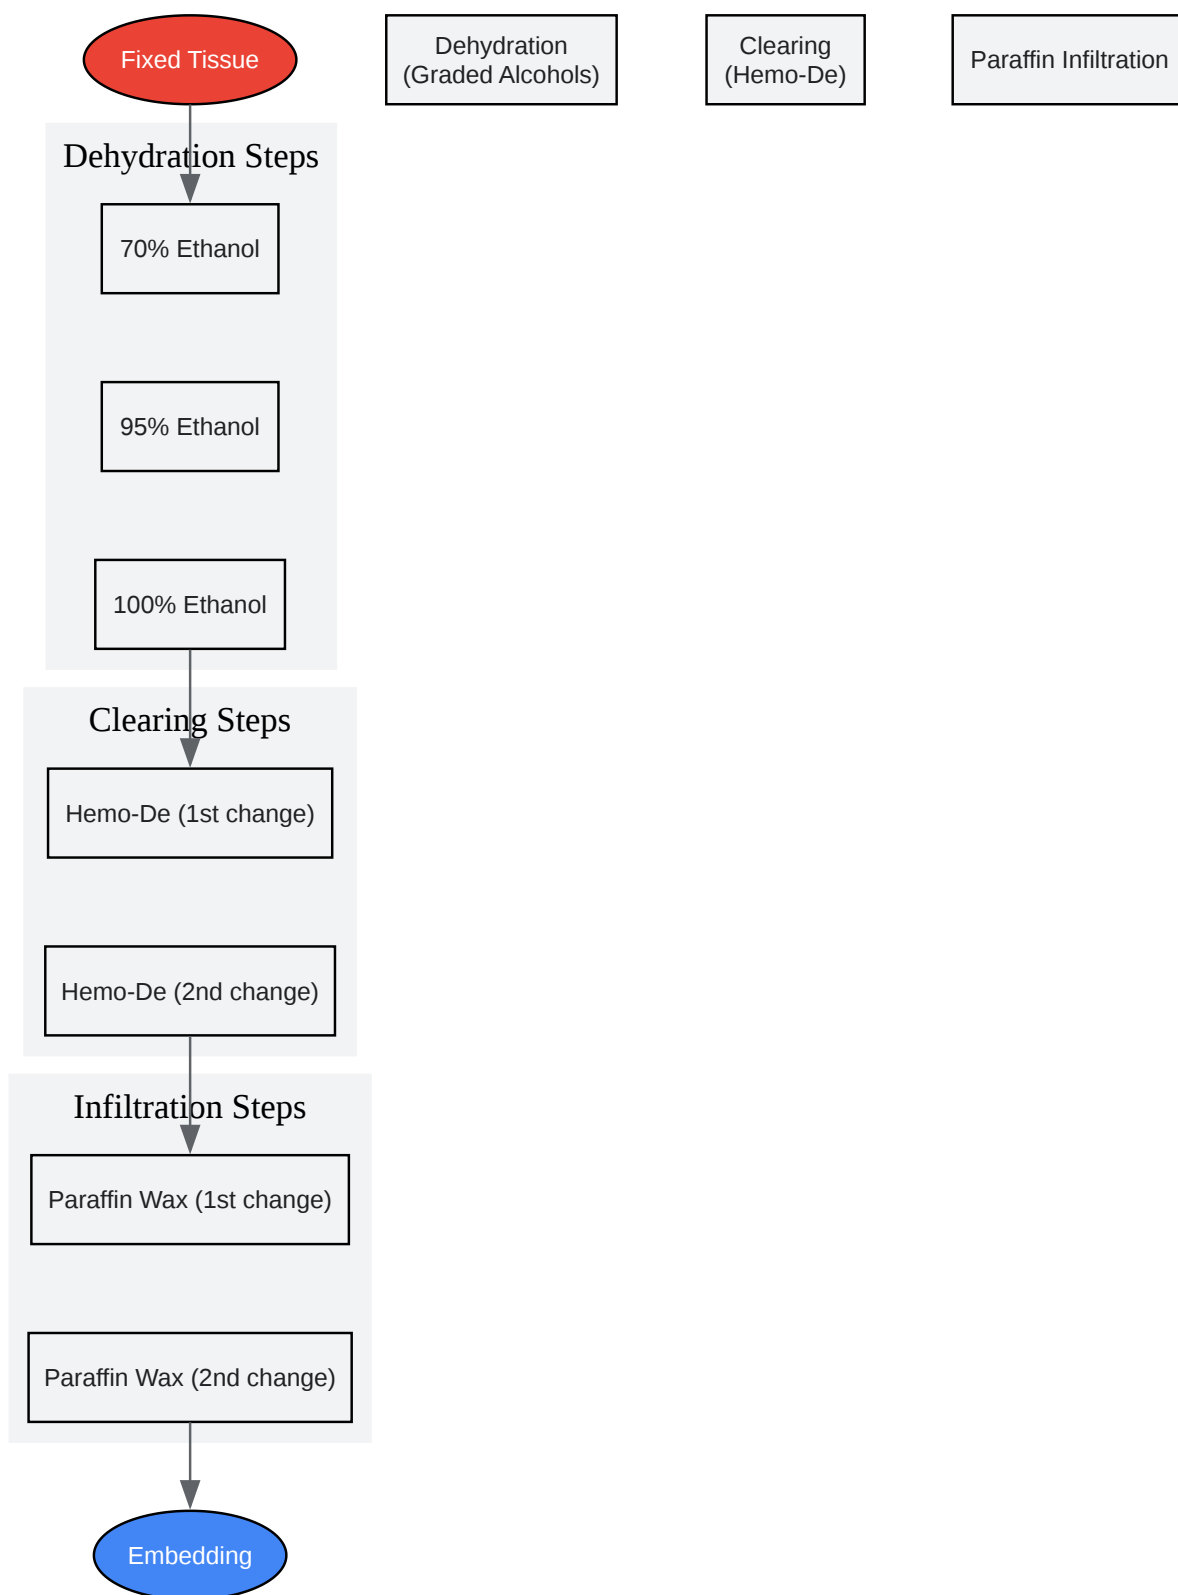 Fixed Tissue
Dehydration
(Graded Alcohols)
Clearing
(Hemo-De)
Paraffin Infiltration
Dehydration Steps
70% Ethanol
95% Ethanol
100% Ethanol
Clearing Steps
Hemo-De (1st change)
Hemo-De (2nd change)
Infiltration Steps
Paraffin Wax (1st change)
Paraffin Wax (2nd change)
Embedding